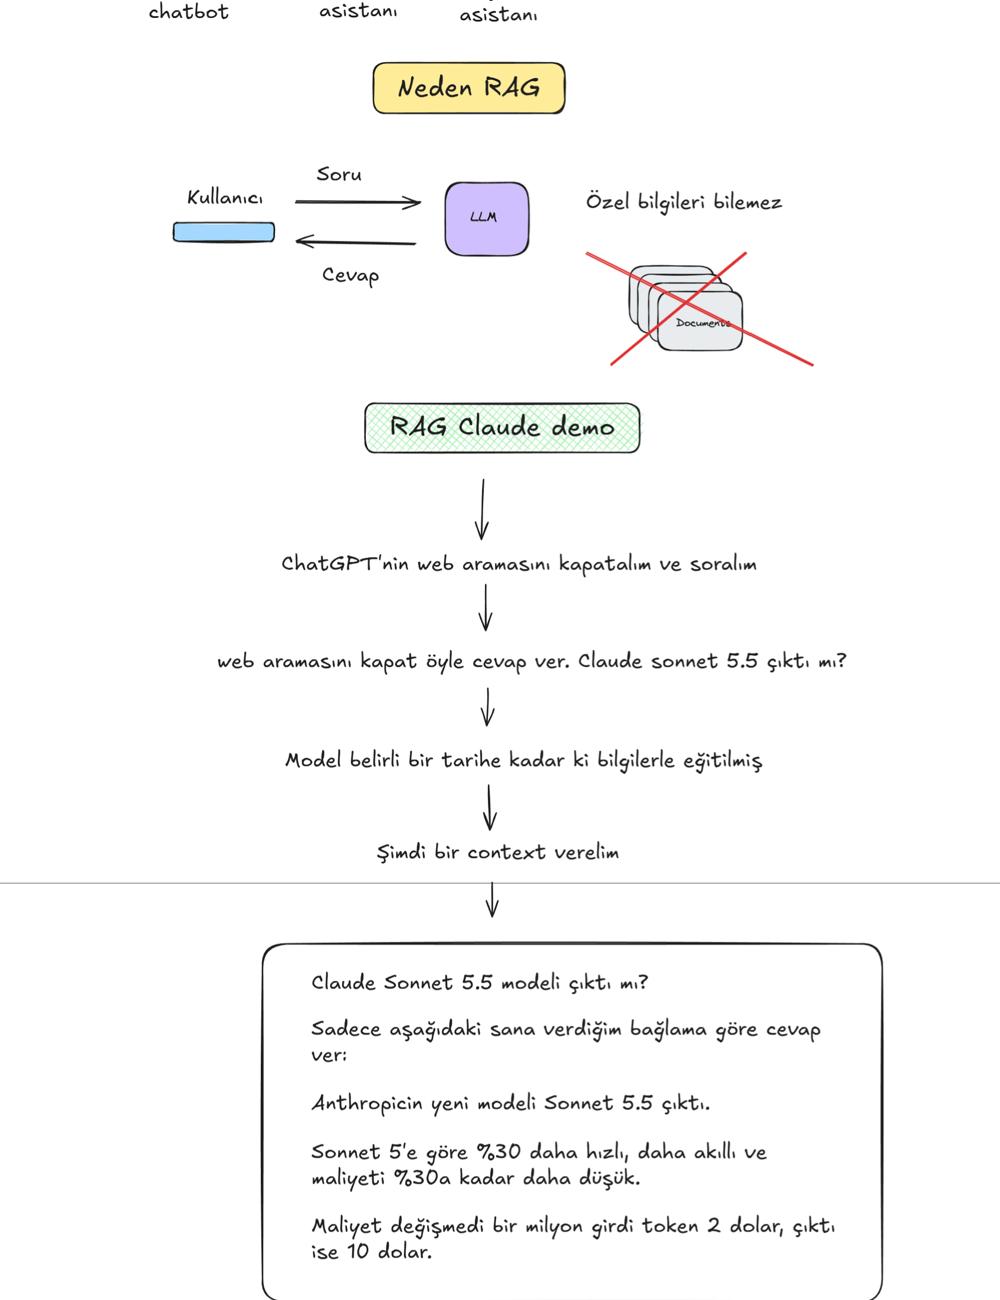 chatbot
asistanı
asistanı
Neden RAG
Soru
Kullanıcı
LLM
Özel bilgileri bilemez
Cevap
Documents
RAG Claude demo
ChatGPT'nin web aramasını kapatalım ve soralım
web aramasını kapat öyle cevap ver. Claude sonnet 5.5 çıktı mı?
Model belirli bir tarihe kadar ki bilgilerle eğitilmiş
Şimdi bir context verelim
Claude Sonnet 5.5 modeli çıktı mı?
Sadece aşağıdaki sana verdiğim bağlama göre cevap
ver:
Anthropicin yeni modeli Sonnet 5.5 çıktı.
Sonnet 5'e göre %30 daha hızlı, daha akıllı ve
maliyeti %30a kadar daha düşük.
Maliyet değişmedi bir milyon girdi token 2 dolar, çıktı
ise 10 dolar.